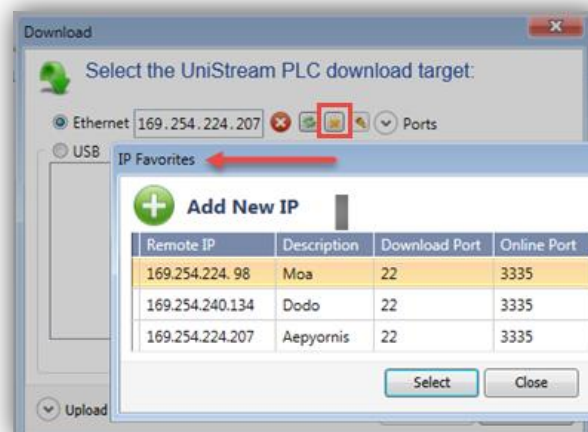 Download
Select the UniStream PLC download target:
Ethernet 169.254.224.207 Ports
USB
IP Favorites
Add New IP
Remote IP Description Download Port Online Port
169.254.224. 98 Moa 22 3335
169.254.240.134 Dodo 22 3335
169.254.224.207 Aepyornis 22 3335
Select Close
Upload